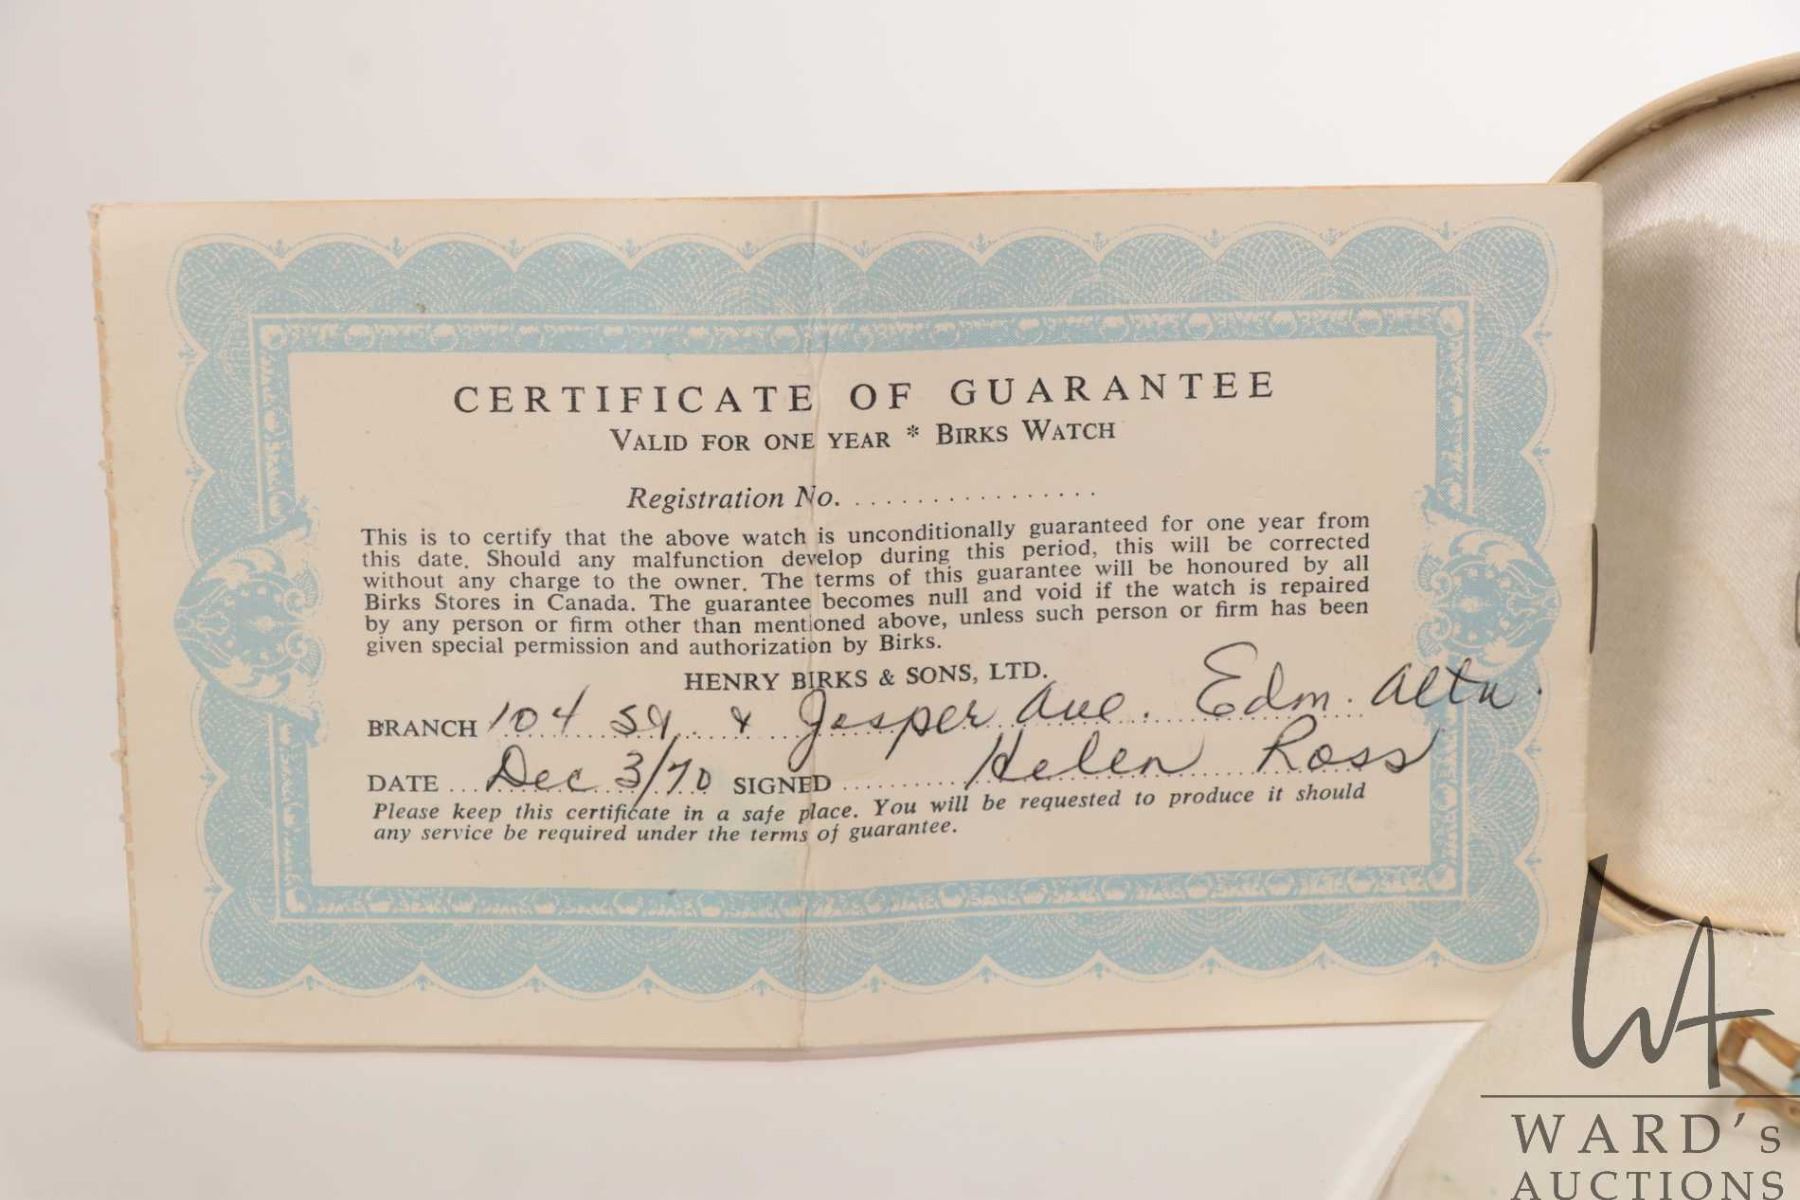 CERTIFICATE OF GUARANTEE
VALID FOR ONE YEAR * BIRKS WATCH
Registration No. .................
This is to certify that the above watch is unconditionally guaranteed for one year from
this date. Should any malfunction develop during this period, this will be corrected
without any charge to the owner. The terms of this guarantee will be honoured by all
Birks Stores in Canada. The guarantee becomes null and void if the watch is repaired
by any person or firm other than mentioned above, unless such person or firm has been
given special permission and authorization by Birks.
HENRY BIRKS & SONS, LTD.
BRANCH 104 St. & Jasper Ave. Edm. Alta.
DATE ... Dec 3/70 SIGNED .......... Helen Ross
Please keep this certificate in a safe place. You will be requested to produce it should
any service be required under the terms of guarantee.
WA
WARD's
AUCTIONS